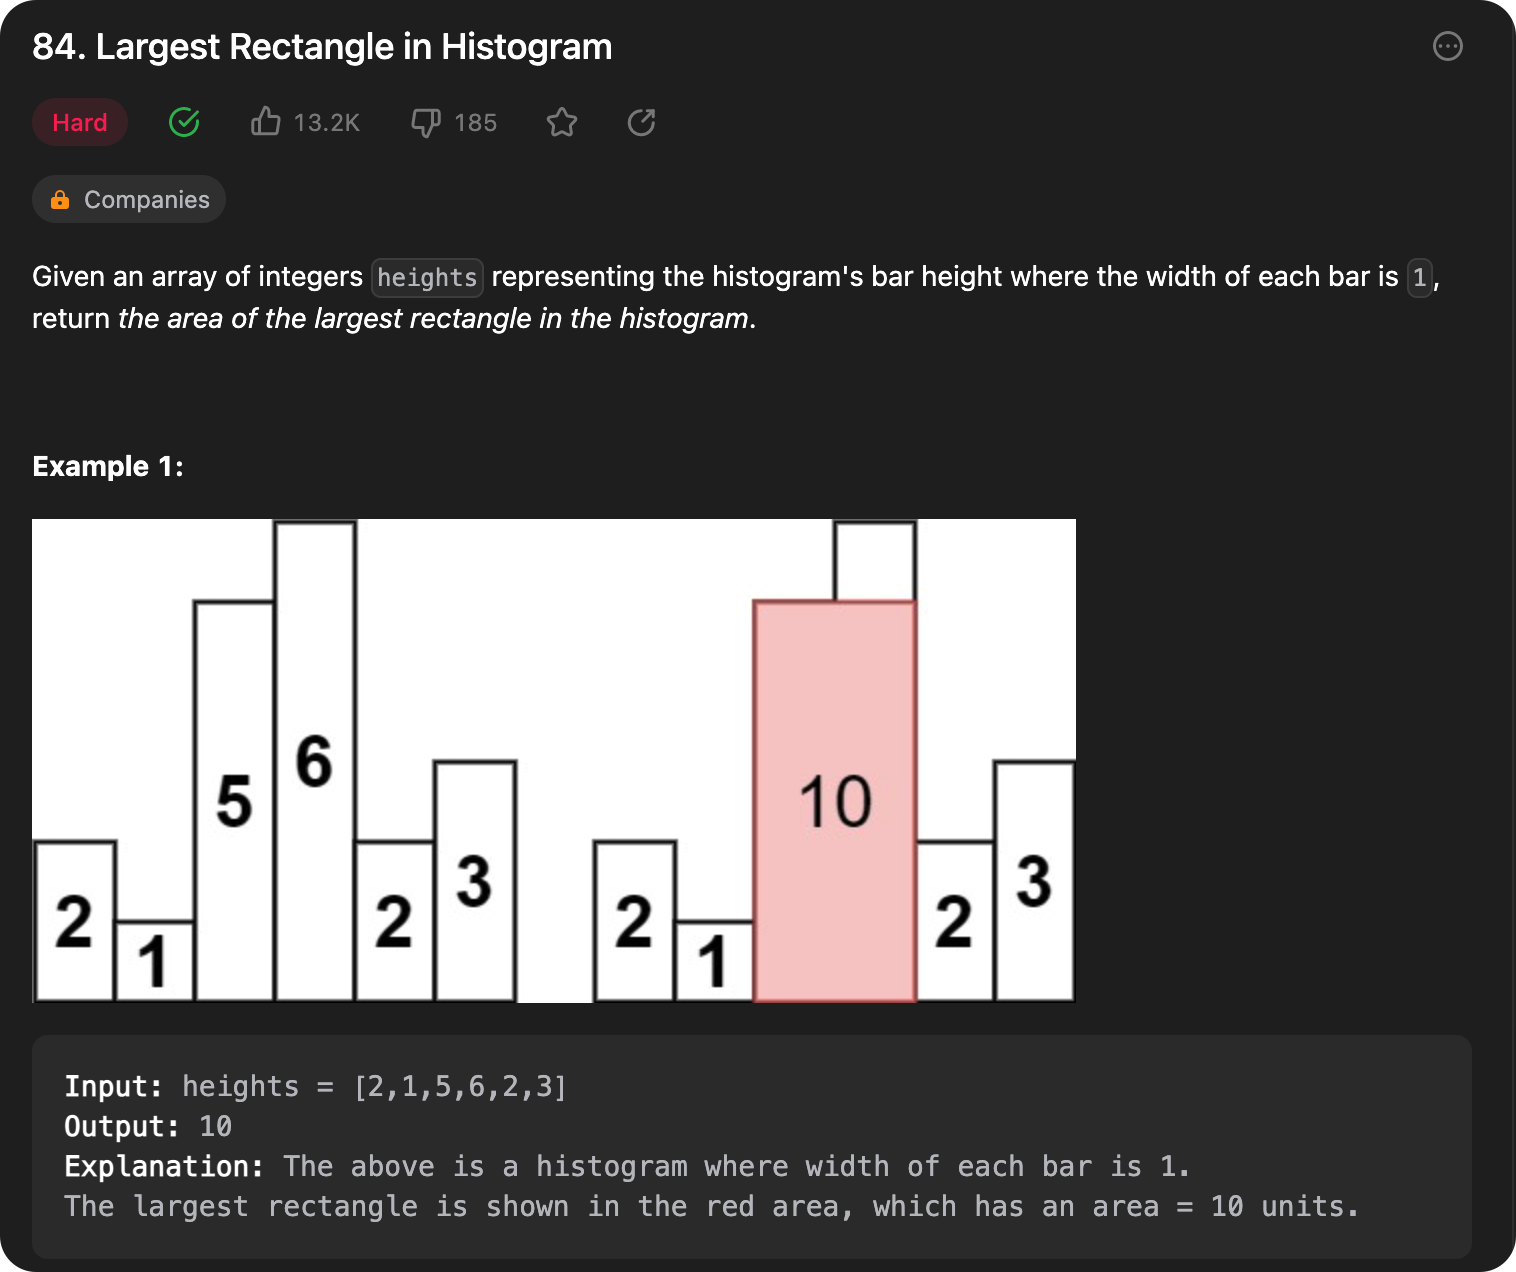 84. Largest Rectangle in Histogram
Hard 13.2K 185
Companies
Given an array of integers heights representing the histogram's bar height where the width of each bar is 1,
return the area of the largest rectangle in the histogram.
Example 1:
2 1 5 6 2 3 2 1 10 2 3
Input: heights = [2,1,5,6,2,3]
Output: 10
Explanation: The above is a histogram where width of each bar is 1.
The largest rectangle is shown in the red area, which has an area = 10 units.